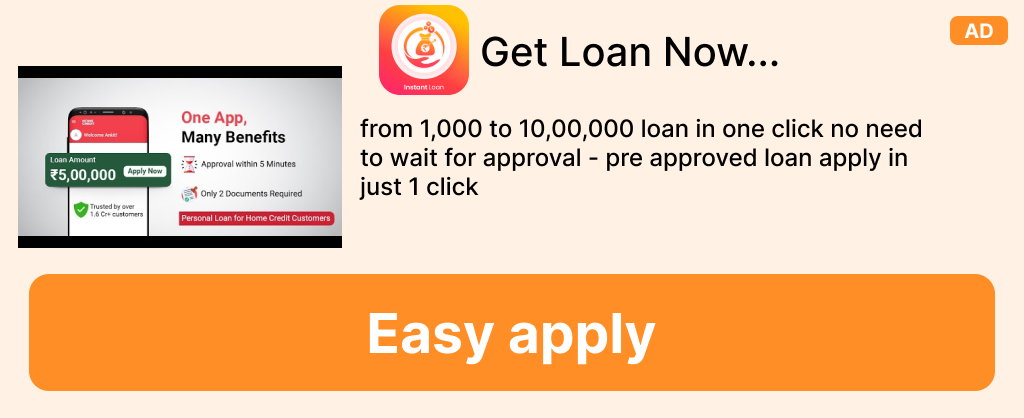 Get Loan Now...
AD
Instant Loan
from 1,000 to 10,00,000 loan in one click no need
to wait for approval - pre approved loan apply in
just 1 click
One App,
Many Benefits
Welcome Ankit!
Loan Amount
₹5,00,000
Apply Now
Trusted by over
1.6 Cr+ customers
Approval within 5 Minutes
Only 2 Documents Required
Personal Loan for Home Credit Customers
Easy apply